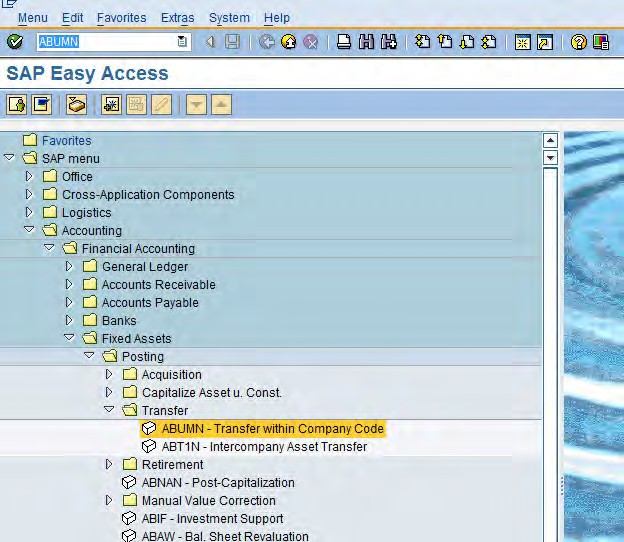 Menu Edit Favorites Extras System Help
ABUMN
SAP Easy Access
Favorites
SAP menu
Office
Cross-Application Components
Logistics
Accounting
Financial Accounting
General Ledger
Accounts Receivable
Accounts Payable
Banks
Fixed Assets
Posting
Acquisition
Capitalize Asset u. Const.
Transfer
ABUMN - Transfer within Company Code
ABT1N - Intercompany Asset Transfer
Retirement
ABNAN - Post-Capitalization
Manual Value Correction
ABIF - Investment Support
ABAW - Bal. Sheet Revaluation